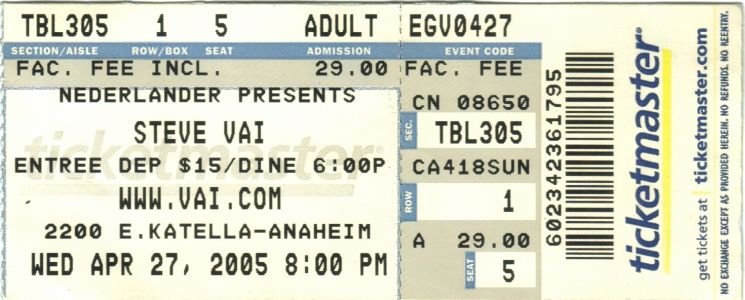 TBL305 1 5 ADULT EGV0427
SECTION/AISLE ROW/BOX SEAT ADMISSION EVENT CODE
FAC. FEE INCL. 29.00 FAC. FEE
NEDERLANDER PRESENTS
STEVE VAI
ENTREE DEP $15/DINE 6:00P
WWW.VAI.COM
2200 E.KATELLA-ANAHEIM
WED APR 27, 2005 8:00 PM
ticketmaster
CN 08650
SEC. TBL305
CA418SUN
ROW 1
A 29.00
SEAT 5
602342361795
ticketmaster®
get tickets at ticketmaster.com
NO EXCHANGE EXCEPT AS PROVIDED HEREIN. NO REFUNDS. NO REENTRY.